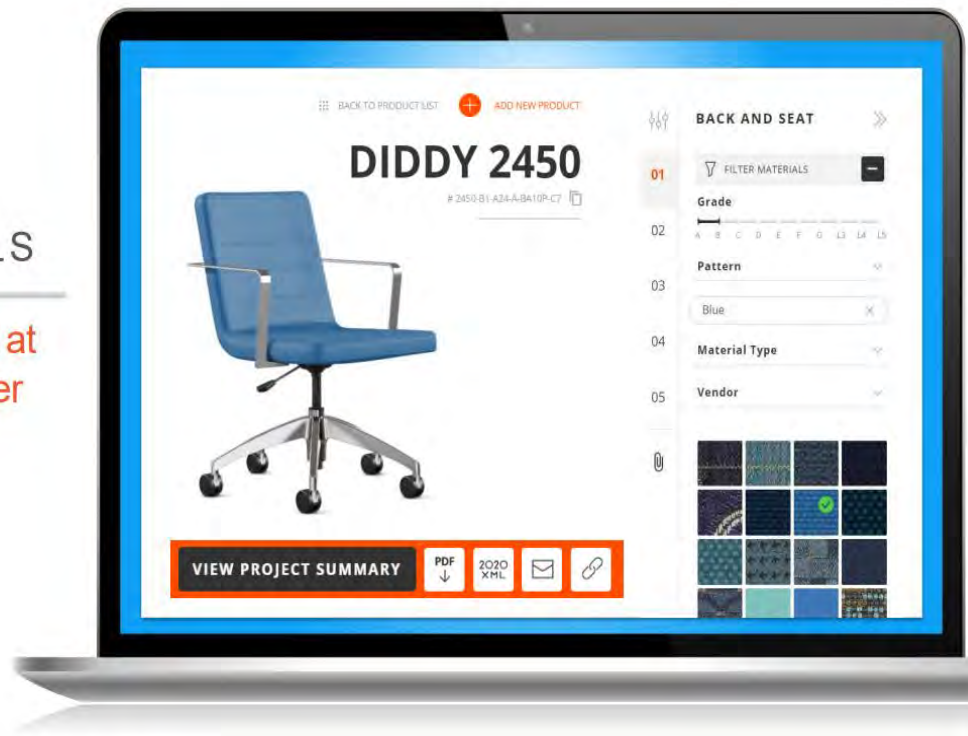 LS
at
er
BACK TO PRODUCT LIST
+ ADD NEW PRODUCT
DIDDY 2450
# 2450-B1-A24-A-BA10P-C7
01
02
03
04
05
BACK AND SEAT
FILTER MATERIALS
Grade
A B C D E F G L3 L4 L5
Pattern
Blue
Material Type
Vendor
VIEW PROJECT SUMMARY
PDF
2020
XML